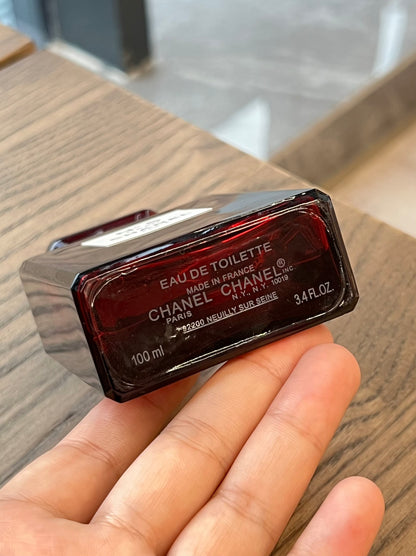 EAU DE TOILETTE
MADE IN FRANCE
CHANEL CHANEL® INC
PARIS N.Y. N.Y. 10019
92200 NEUILLY SUR SEINE
100 ml 3.4 FL.OZ.